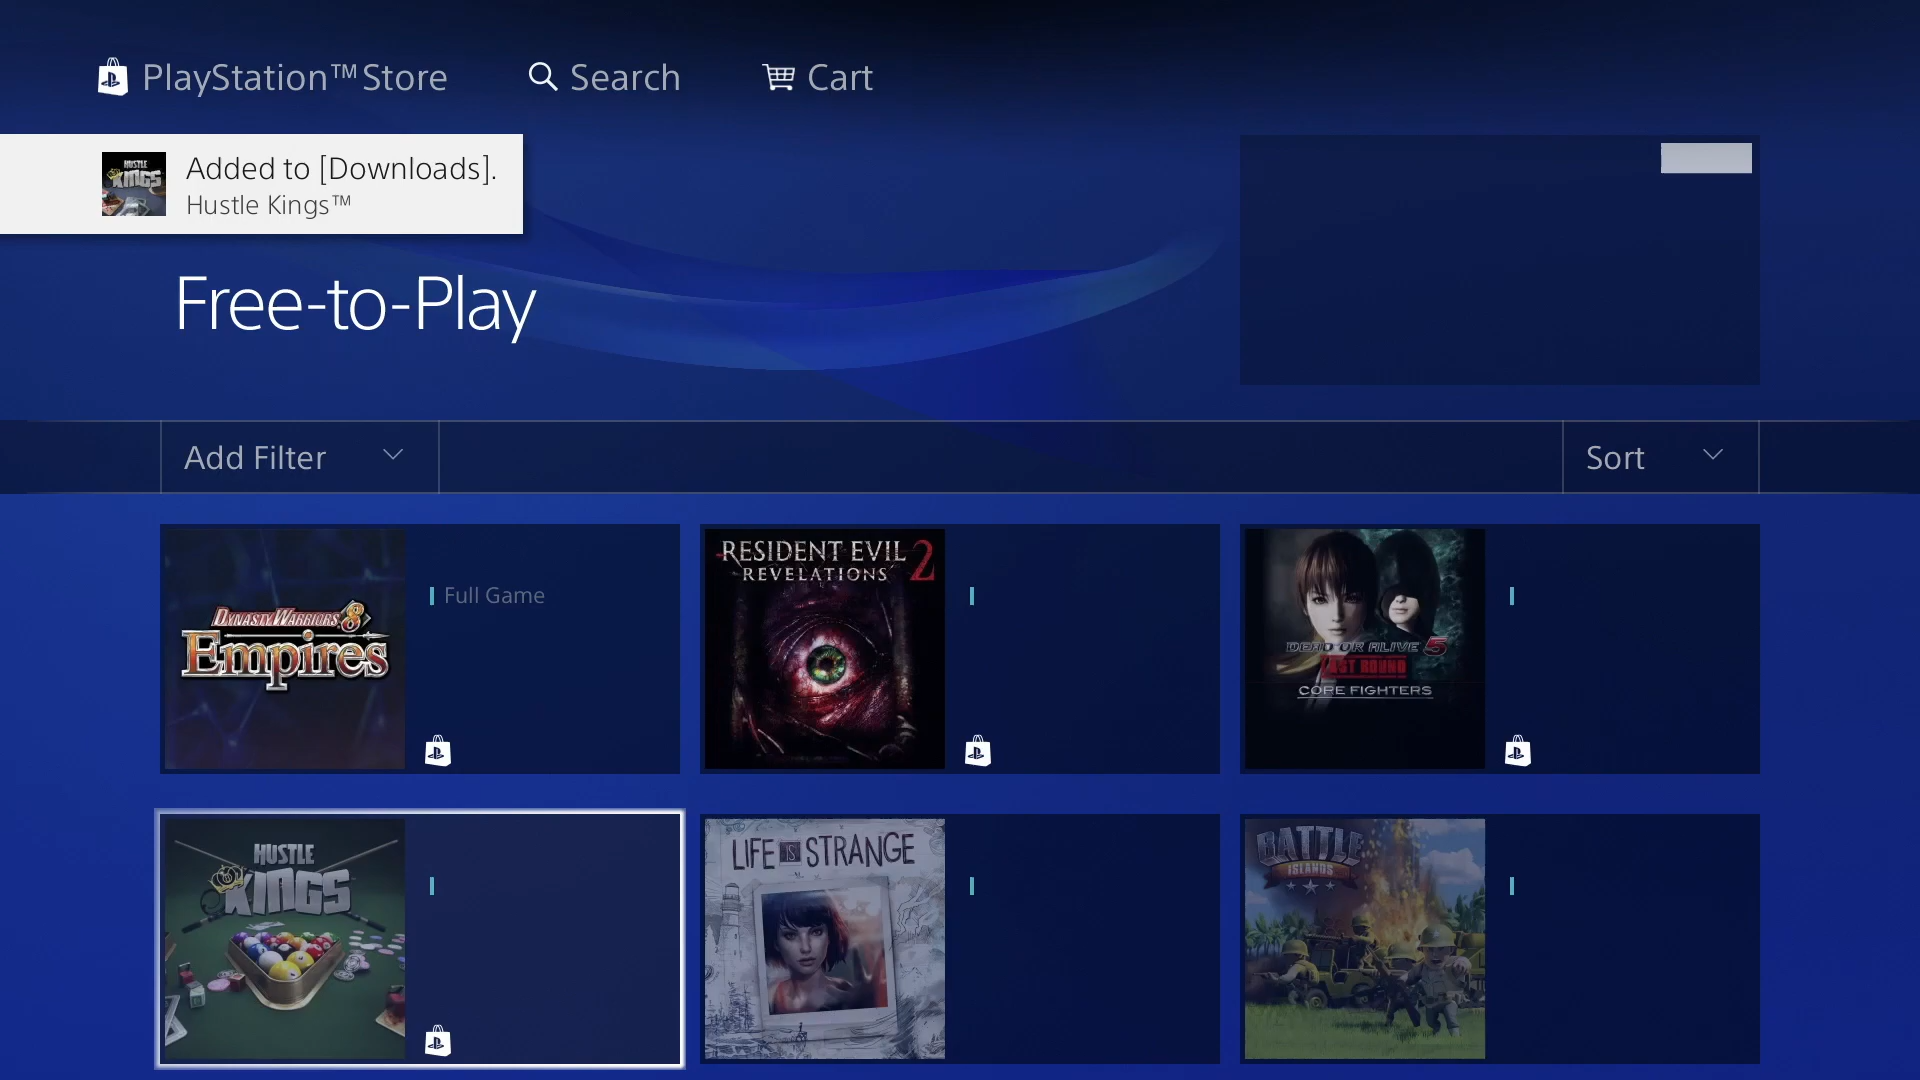 PlayStation™Store
Search
Cart
HUSTLE
KINGS
Added to [Downloads].
Hustle Kings™
Free-to-Play
Add Filter
Sort
DYNASTY WARRIORS 8
Empires
Full Game
RESIDENT EVIL 2
REVELATIONS
DEAD OR ALIVE 5
LAST ROUND
CORE FIGHTERS
HUSTLE
KINGS
LIFE IS STRANGE
BATTLE
ISLANDS